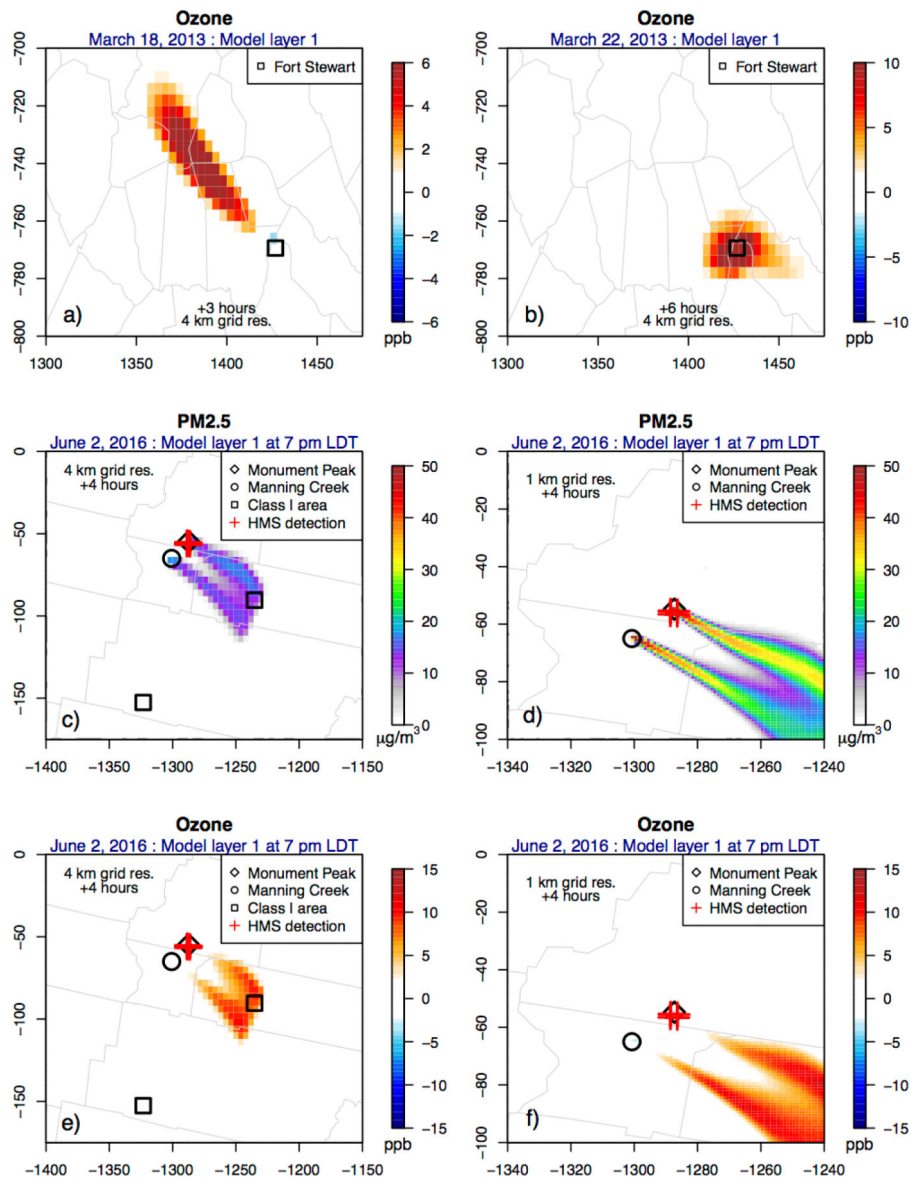 Ozone
March 18, 2013 : Model layer 1
Fort Stewart
−700
−720
−740
−760
−780
−800
1300
1350
1400
1450
a)
+3 hours
4 km grid res.
6
4
2
0
−2
−4
−6
ppb
Ozone
March 22, 2013 : Model layer 1
Fort Stewart
−700
−720
−740
−760
−780
−800
1300
1350
1400
1450
b)
+6 hours
4 km grid res.
10
5
0
−5
−10
ppb
PM2.5
June 2, 2016 : Model layer 1 at 7 pm LDT
4 km grid res.
+4 hours
Monument Peak
Manning Creek
Class I area
HMS detection
0
−50
−100
−150
−1400
−1350
−1300
−1250
−1200
−1150
c)
50
40
30
20
10
0
µg/m³
PM2.5
June 2, 2016 : Model layer 1 at 7 pm LDT
1 km grid res.
+4 hours
Monument Peak
Manning Creek
HMS detection
0
−20
−40
−60
−80
−100
−1340
−1320
−1300
−1280
−1260
−1240
d)
50
40
30
20
10
0
µg/m³
Ozone
June 2, 2016 : Model layer 1 at 7 pm LDT
4 km grid res.
+4 hours
Monument Peak
Manning Creek
Class I area
HMS detection
0
−50
−100
−150
−1400
−1350
−1300
−1250
−1200
−1150
e)
15
10
5
0
−5
−10
−15
ppb
Ozone
June 2, 2016 : Model layer 1 at 7 pm LDT
1 km grid res.
+4 hours
Monument Peak
Manning Creek
HMS detection
0
−20
−40
−60
−80
−100
−1340
−1320
−1300
−1280
−1260
−1240
f)
15
10
5
0
−5
−10
−15
ppb